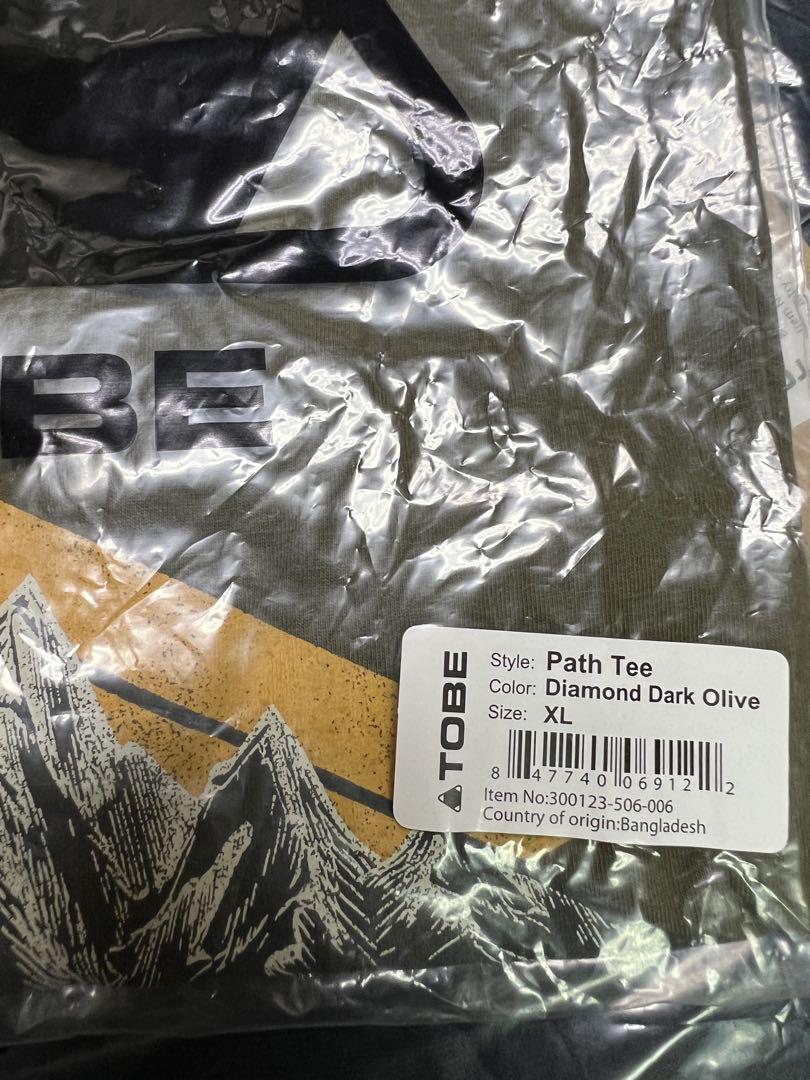 BE
TOBE
Style: Path Tee
Color: Diamond Dark Olive
Size: XL
8 47740 06912 2
Item No:300123-506-006
Country of origin:Bangladesh